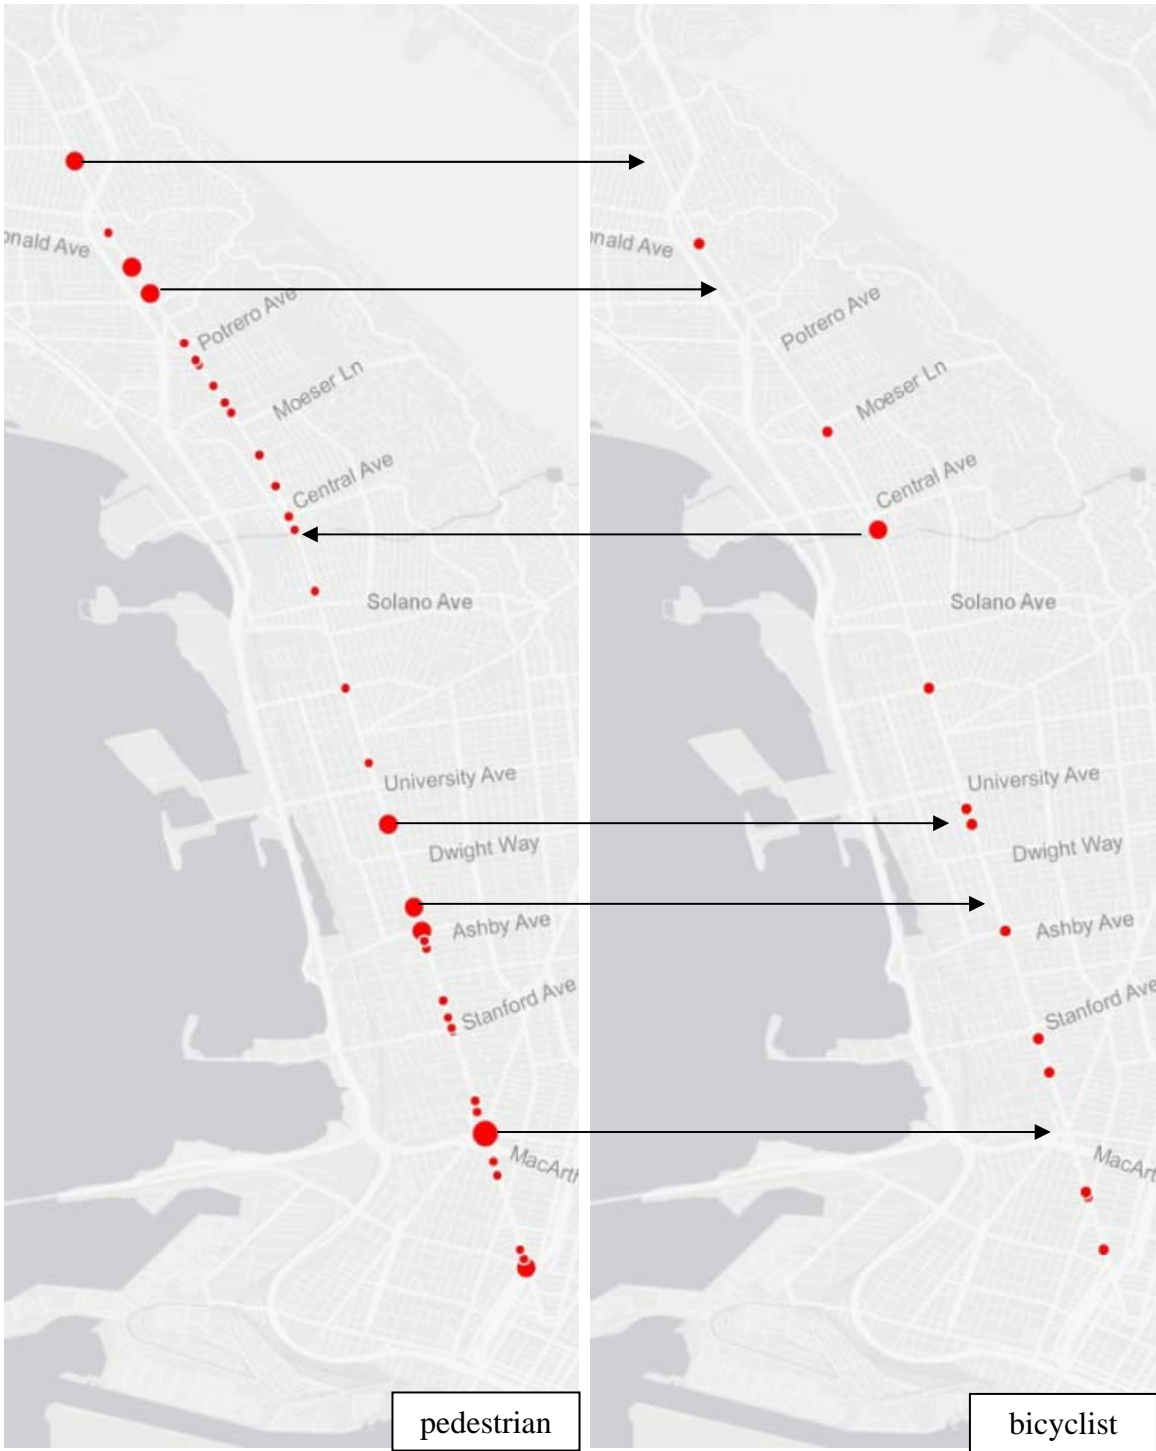 onald Ave
Potrero Ave
Moeser Ln
Central Ave
Solano Ave
University Ave
Dwight Way
Ashby Ave
Stanford Ave
MacArth
pedestrian
nald Ave
Potrero Ave
Moeser Ln
Central Ave
Solano Ave
University Ave
Dwight Way
Ashby Ave
Stanford Ave
MacArt
bicyclist